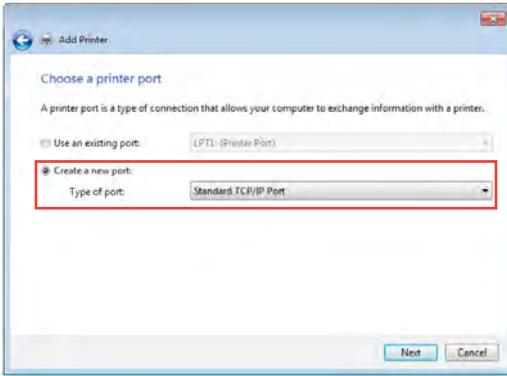 Add Printer
Choose a printer port
A printer port is a type of connection that allows your computer to exchange information with a printer.
Use an existing port: LPT1: (Printer Port)
Create a new port:
Type of port: Standard TCP/IP Port
Next Cancel